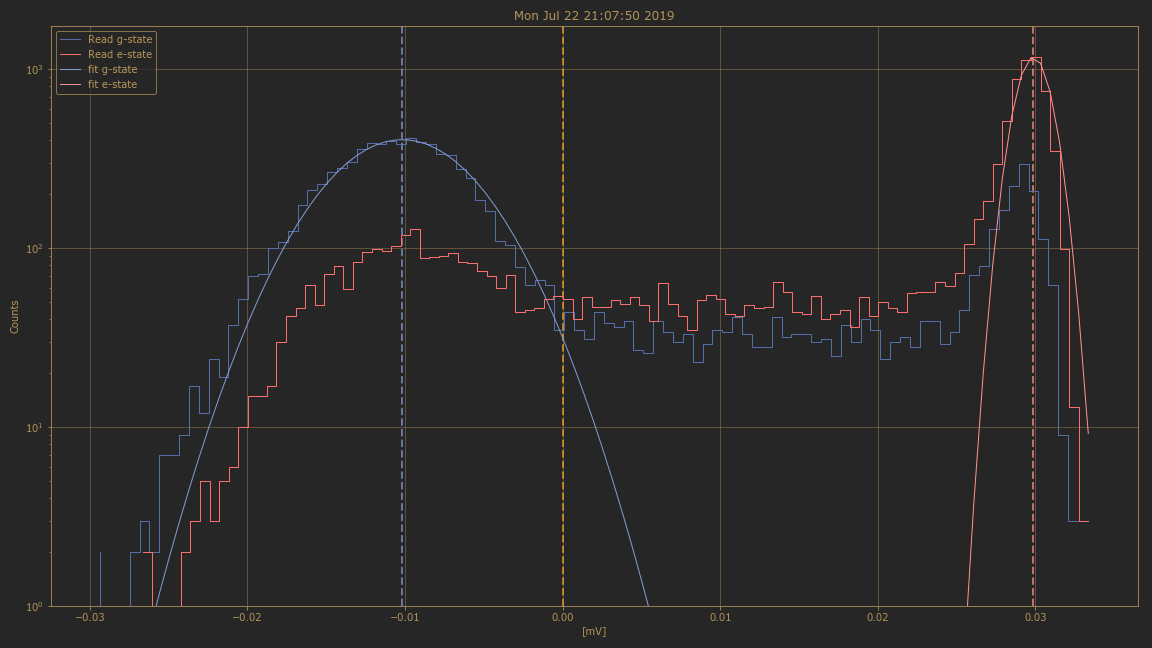 Mon Jul 22 21:07:50 2019
Read g-state
Read e-state
fit g-state
fit e-state
Counts
10³
10²
10¹
10⁰
−0.03 −0.02 −0.01 0.00 0.01 0.02 0.03
[mV]